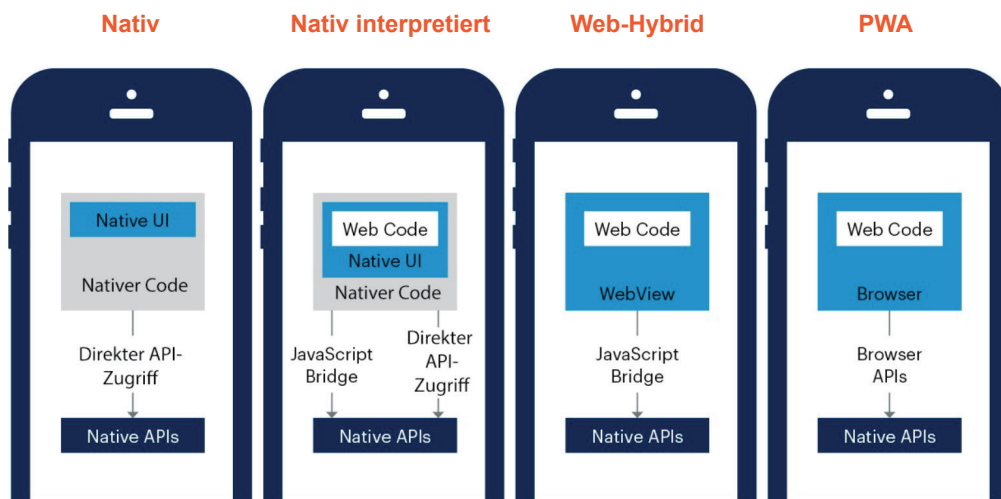 Nativ
Nativ interpretiert
Web-Hybrid
PWA
Native UI
Nativer Code
Direkter API-
Zugriff
Native APIs
Web Code
Native UI
Nativer Code
JavaScript
Bridge
Direkter
API-
Zugriff
Native APIs
Web Code
WebView
JavaScript
Bridge
Native APIs
Web Code
Browser
Browser
APIs
Native APIs